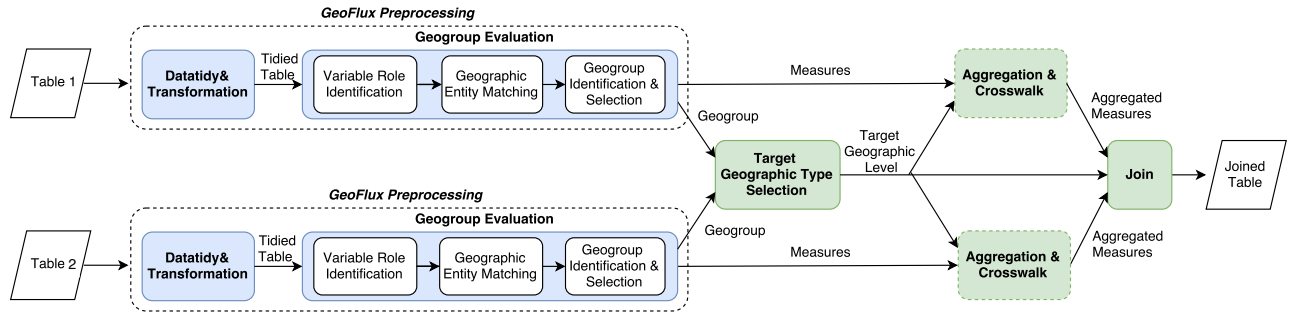 GeoFlux Preprocessing
Geogroup Evaluation
Table 1
Datatidy&
Transformation
Tidied
Table
Variable Role
Identification
Geographic
Entity Matching
Geogroup
Identification &
Selection
Measures
Geogroup
Aggregation &
Crosswalk
Aggregated
Measures
Target
Geographic Type
Selection
Target
Geographic
Level
Join
Joined
Table
GeoFlux Preprocessing
Geogroup Evaluation
Table 2
Datatidy&
Transformation
Tidied
Table
Variable Role
Identification
Geographic
Entity Matching
Geogroup
Identification &
Selection
Geogroup
Measures
Aggregation &
Crosswalk
Aggregated
Measures